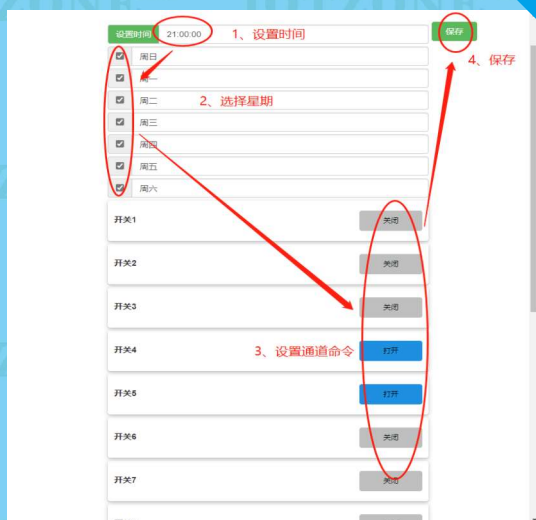 设置时间 21:00:00 1、设置时间 保存
周日 4、保存
周一
周二 2、选择星期
周三
周四
周五
周六
开关1 关闭
开关2 关闭
开关3 关闭
开关4 3、设置通道命令 打开
开关5 打开
开关6 关闭
开关7 关闭